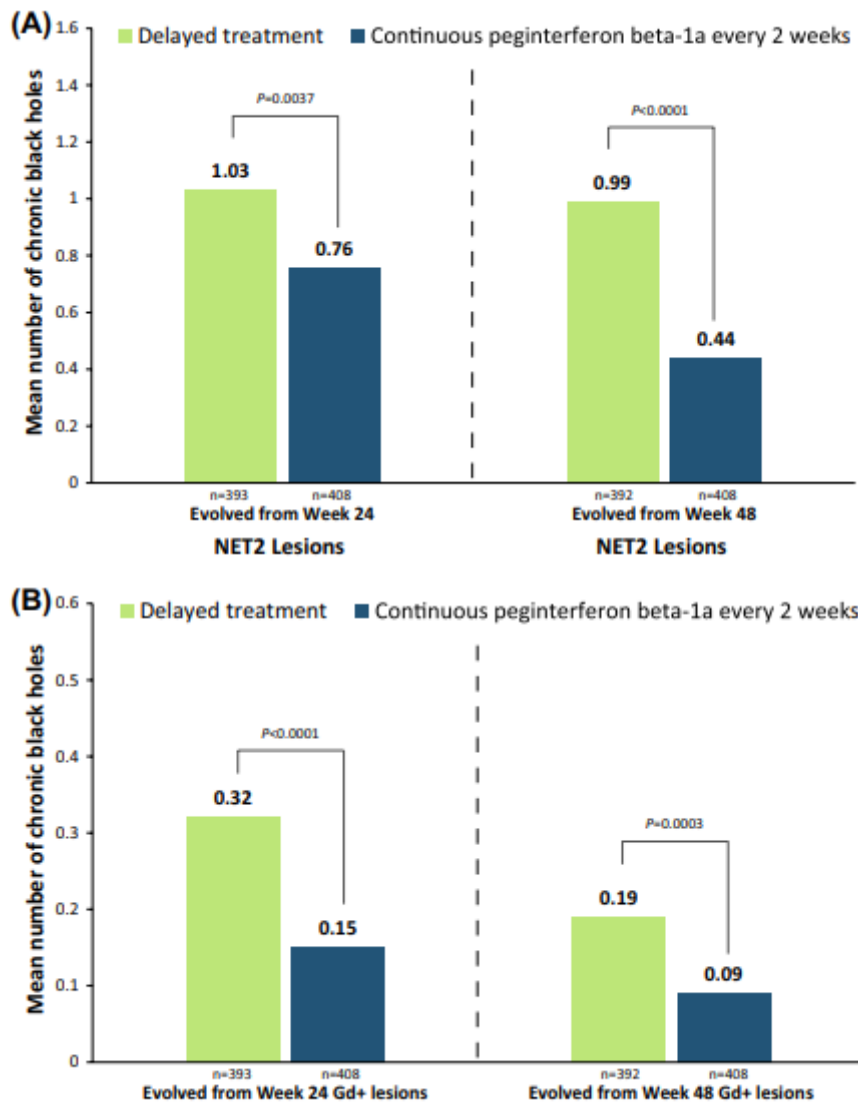 (A)
Delayed treatment Continuous peginterferon beta-1a every 2 weeks
Mean number of chronic black holes
1.6
1.4
1.2
1
0.8
0.6
0.4
0.2
0
P=0.0037
1.03
0.76
P<0.0001
0.99
0.44
n=393 n=408
Evolved from Week 24
NET2 Lesions
n=392 n=408
Evolved from Week 48
NET2 Lesions
(B)
Delayed treatment Continuous peginterferon beta-1a every 2 weeks
Mean number of chronic black holes
0.6
0.5
0.4
0.3
0.2
0.1
0
P<0.0001
0.32
0.15
P=0.0003
0.19
0.09
n=393 n=408
Evolved from Week 24 Gd+ lesions
n=392 n=408
Evolved from Week 48 Gd+ lesions